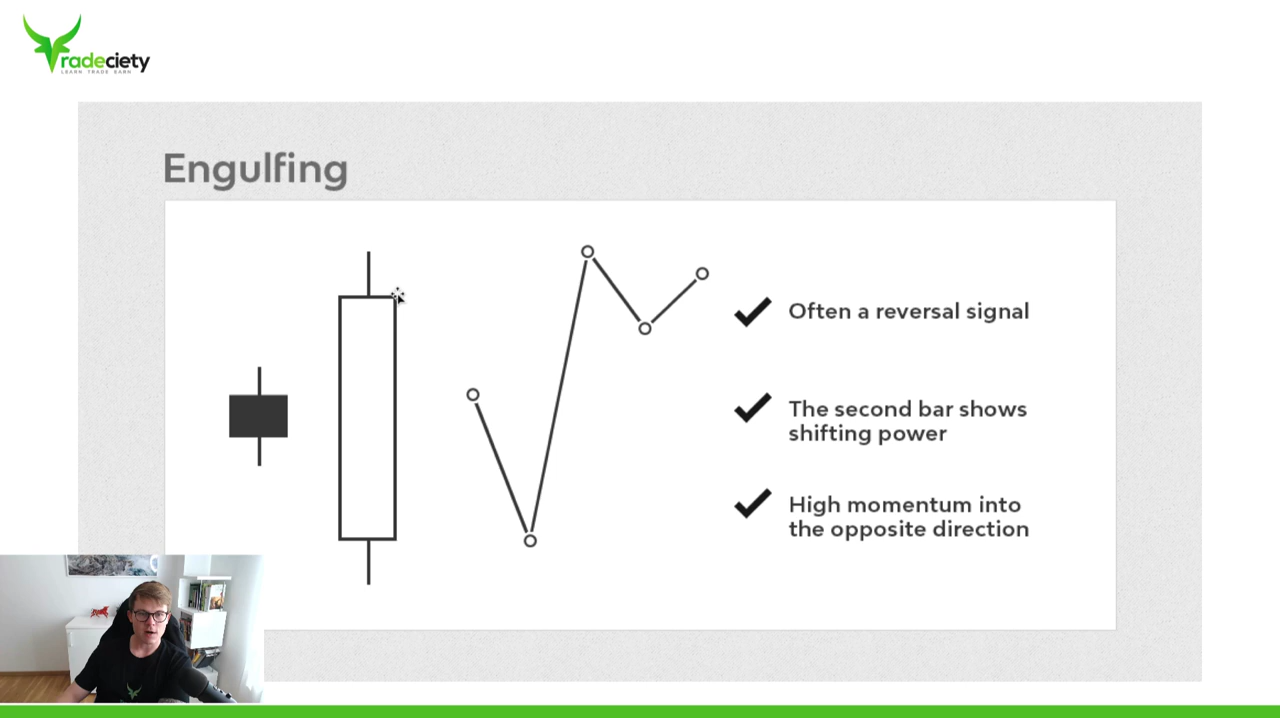 Tradeciety
LEARN TRADE EARN
Engulfing
Often a reversal signal
The second bar shows
shifting power
High momentum into
the opposite direction